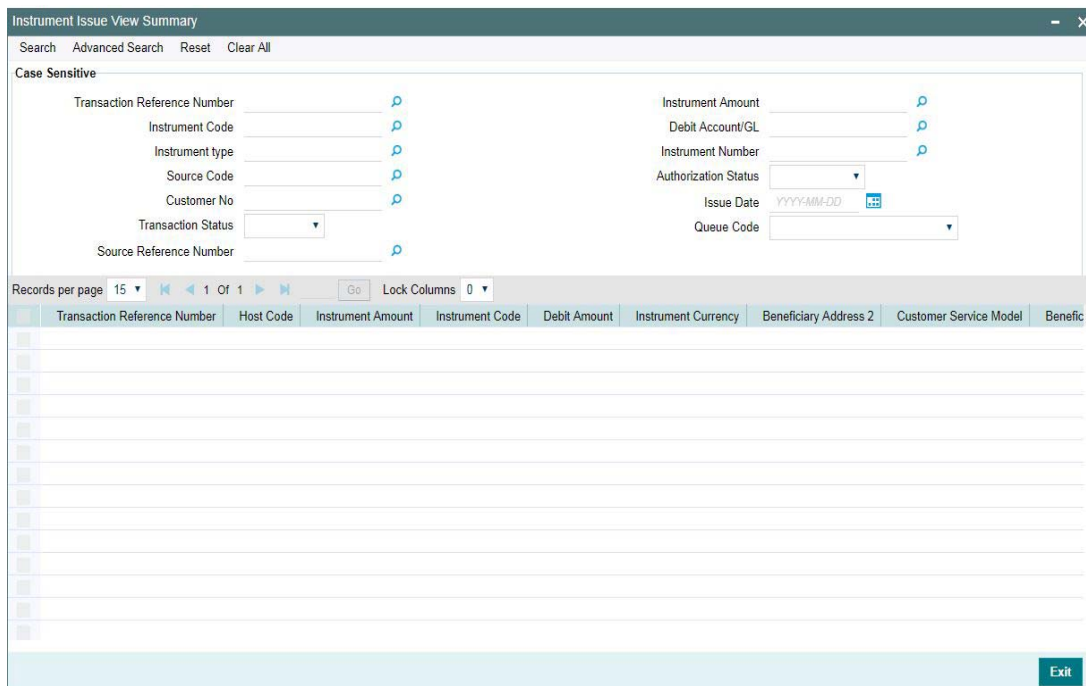 Instrument Issue View Summary
Search Advanced Search Reset Clear All
Case Sensitive
Transaction Reference Number
Instrument Code
Instrument type
Source Code
Customer No
Transaction Status
Source Reference Number
Instrument Amount
Debit Account/GL
Instrument Number
Authorization Status
Issue Date YYYY-MM-DD
Queue Code
Records per page 15 1 Of 1 Go Lock Columns 0
Transaction Reference Number Host Code Instrument Amount Instrument Code Debit Amount Instrument Currency Beneficiary Address 2 Customer Service Model Benefic
Exit